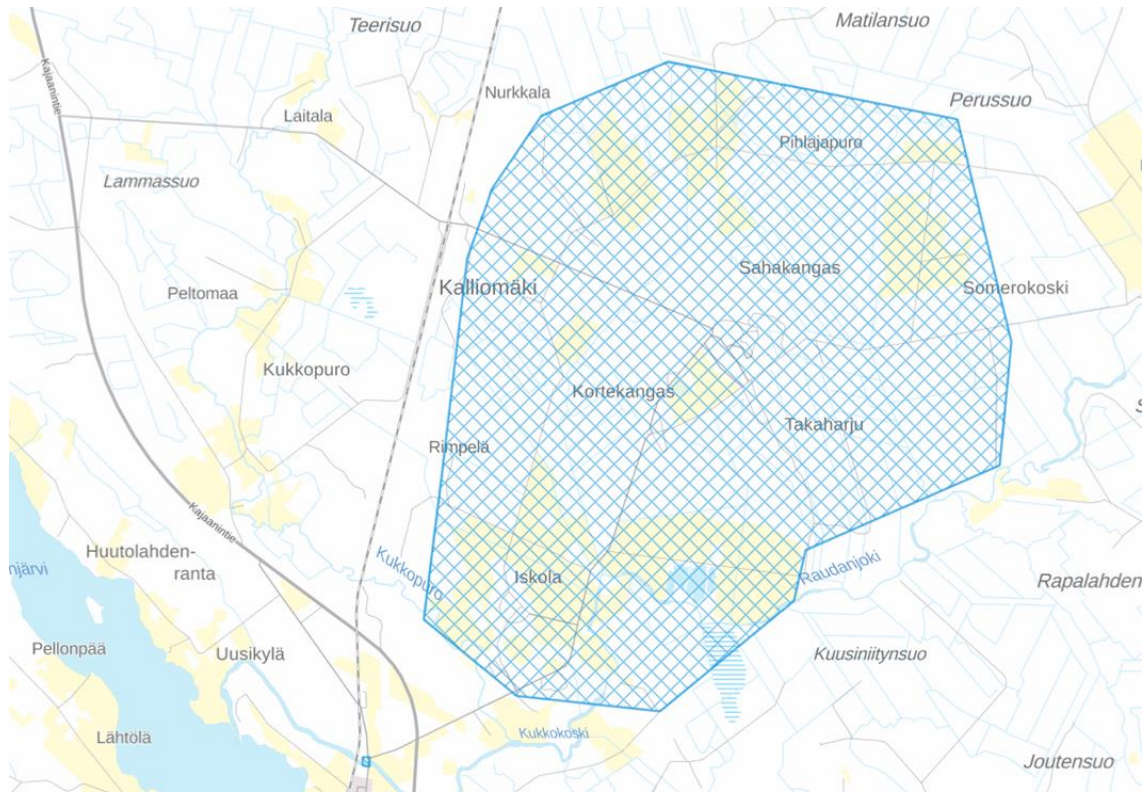 Teerisuo
Matilansuo
Kajaanintie
Nurkkala
Perussuo
Laitala
Pihlajapuro
Lammassuo
Sahakangas
Peltomaa
Kalliomäki
Somerokoski
Kukkopuro
Kortekangas
Takaharju
Rimpelä
Kajaanintie
Huutolahden-
ranta
njärvi
Kukkopuro
Iskola
Raudanjoki
Rapalahden
Pellonpää
Uusikylä
Kuusiniitynsuo
Lähtölä
Kukkokoski
Joutensuo